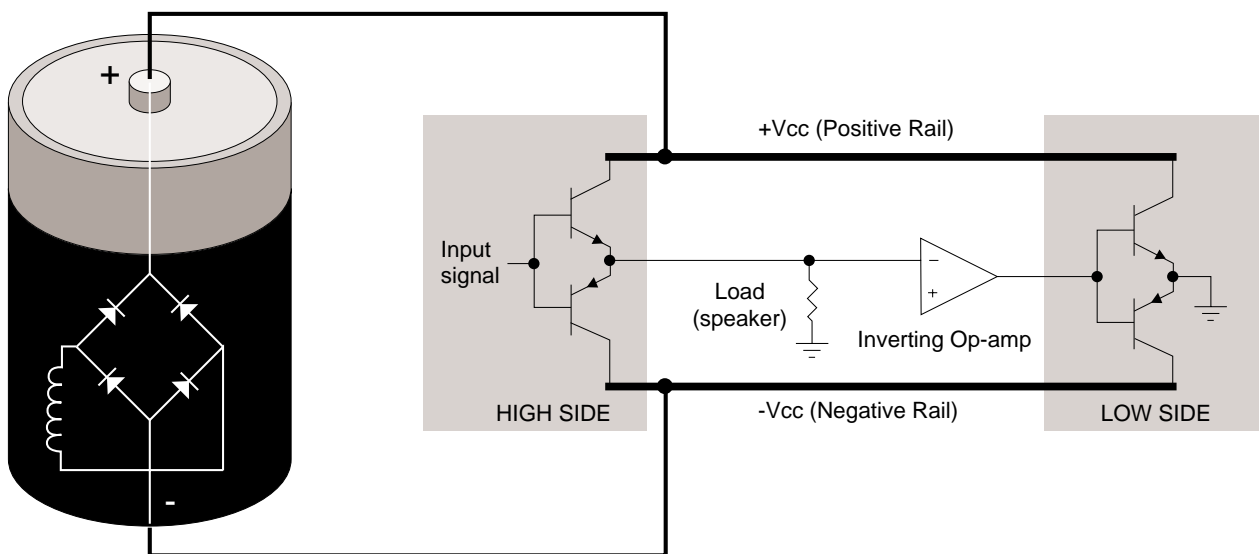 +
+Vcc (Positive Rail)
Input
signal
Load
(speaker)
−
+
Inverting Op-amp
HIGH SIDE
-Vcc (Negative Rail)
LOW SIDE
-